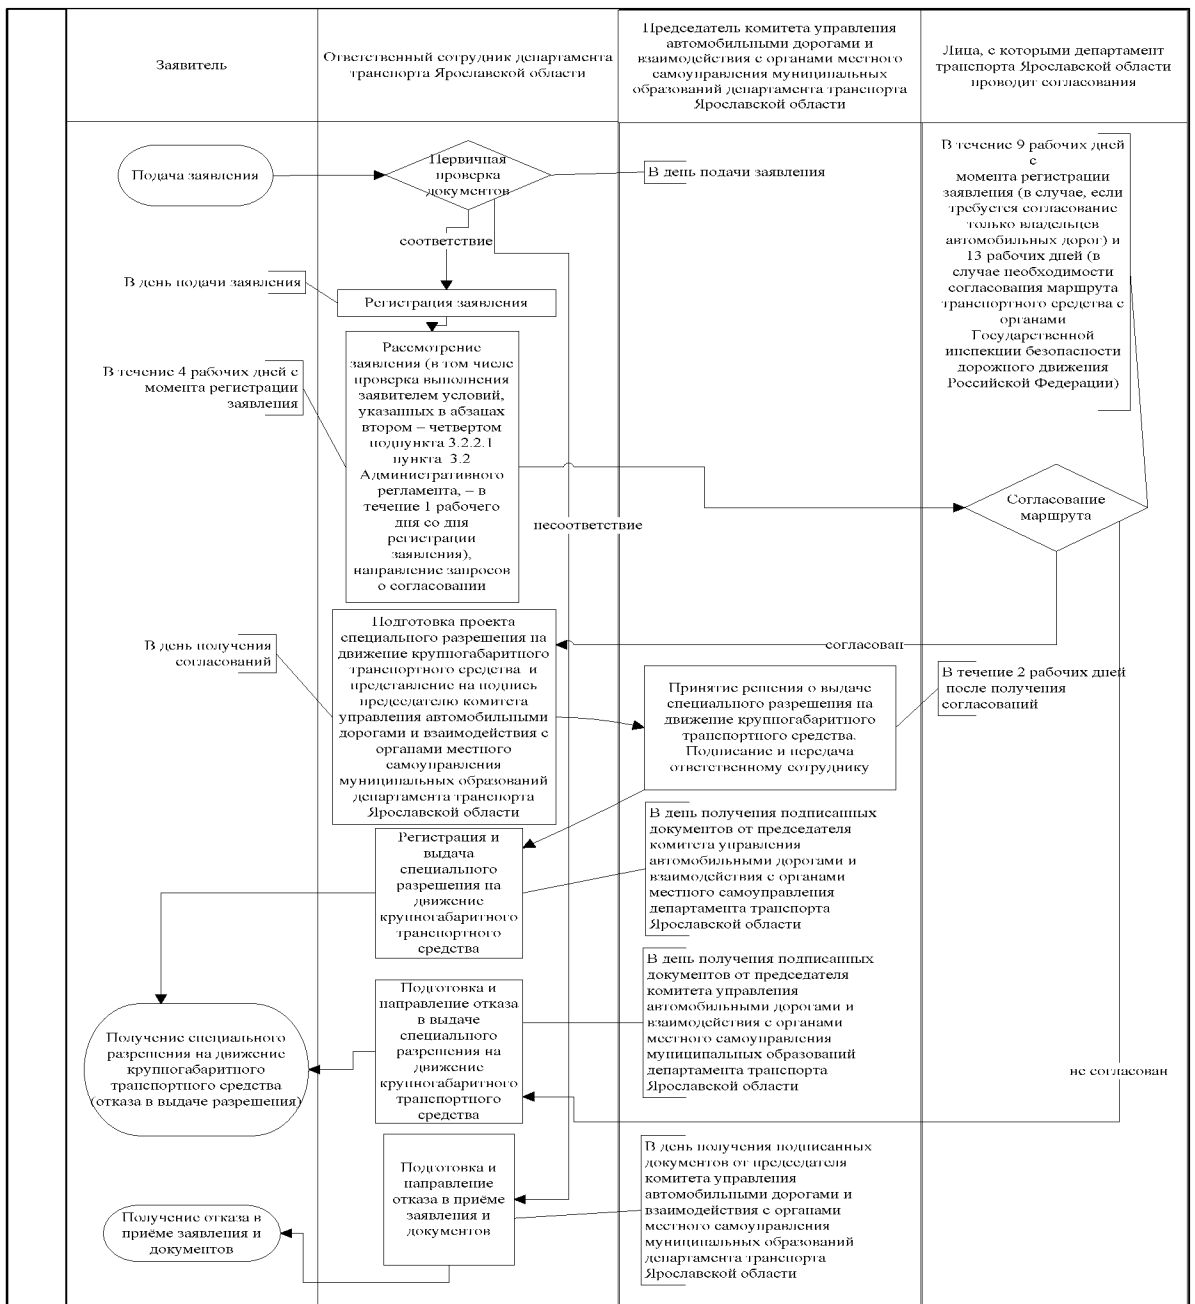 Заявитель
Ответственный сотрудник департамента
транспорта Ярославской области
Председатель комитета управления
автомобильными дорогами и
взаимодействия с органами местного
самоуправления муниципальных
образований департамента транспорта
Ярославской области
Лица, с которыми департамент
транспорта Ярославской области
проводит согласования
Подача заявления
Первичная
проверка
документов
В день подачи заявления
В течение 9 рабочих дней
с
момента регистрации
заявления (в случае, если
требуется согласование
только владельцев
автомобильных дорог) и
13 рабочих дней (в
случае необходимости
согласования маршрута
транспортного средства с
органами
Государственной
инспекции безопасности
дорожного движения
Российской Федерации)
соответствие
В день подачи заявления
Регистрация заявления
В течение 4 рабочих дней с
момента регистрации
заявления
Рассмотрение
заявления (в том числе
проверка выполнения
заявителем условий,
указанных в абзацах
втором – четвертом
подпункта 3.2.2.1
пункта 3.2
Административного
регламента, – в
течение 1 рабочего
дня со дня
регистрации
заявления),
направление запросов
о согласовании
несоответствие
Согласование
маршрута
В день получения
согласований
Подготовка проекта
специального разрешения на
движение крупногабаритного
транспортного средства и
представление на подпись
председателю комитета
управления автомобильными
дорогами и взаимодействия с
органами местного
самоуправления
муниципальных образований
департамента транспорта
Ярославской области
согласован
Принятие решения о выдаче
специального разрешения на
движение крупногабаритного
транспортного средства.
Подписание и передача
ответственному сотруднику
В течение 2 рабочих дней
после получения
согласований
Регистрация и
выдача
специального
разрешения на
движение
крупногабаритного
транспортного
средства
В день получения подписанных
документов от председателя
комитета управления
автомобильными дорогами и
взаимодействия с органами
местного самоуправления
департамента транспорта
Ярославской области
Получение специального
разрешения на движение
крупногабаритного
транспортного средства
(отказа в выдаче разрешения)
Подготовка и
направление отказа
в выдаче
специального
разрешения на
движение
крупногабаритного
транспортного
средства
В день получения подписанных
документов от председателя
комитета управления
автомобильными дорогами и
взаимодействия с органами
местного самоуправления
муниципальных образований
департамента транспорта
Ярославской области
не согласован
Получение отказа в
приёме заявления и
документов
Подготовка и
направление
отказа в приёме
заявления и
документов
В день получения подписанных
документов от председателя
комитета управления
автомобильными дорогами и
взаимодействия с органами
местного самоуправления
муниципальных образований
департамента транспорта
Ярославской области